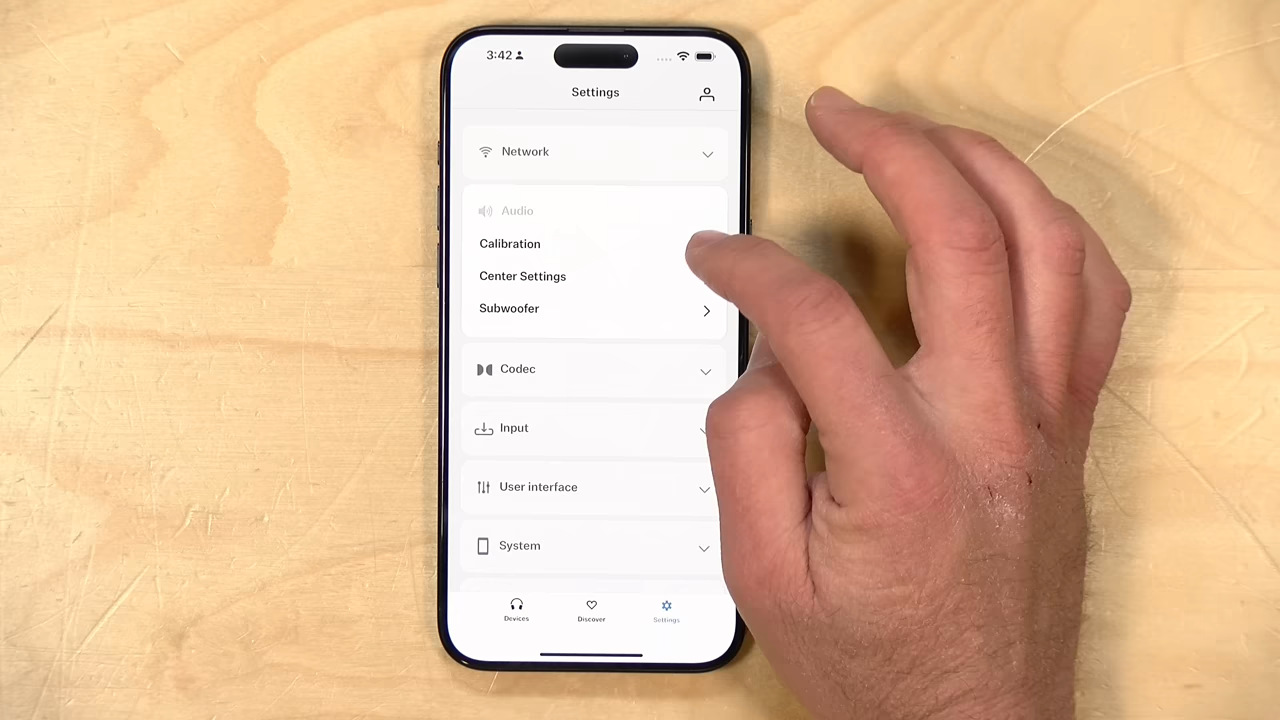 3:42
Settings
Network
Audio
Calibration
Center Settings
Subwoofer
Codec
Input
User interface
System
Devices
Discover
Settings